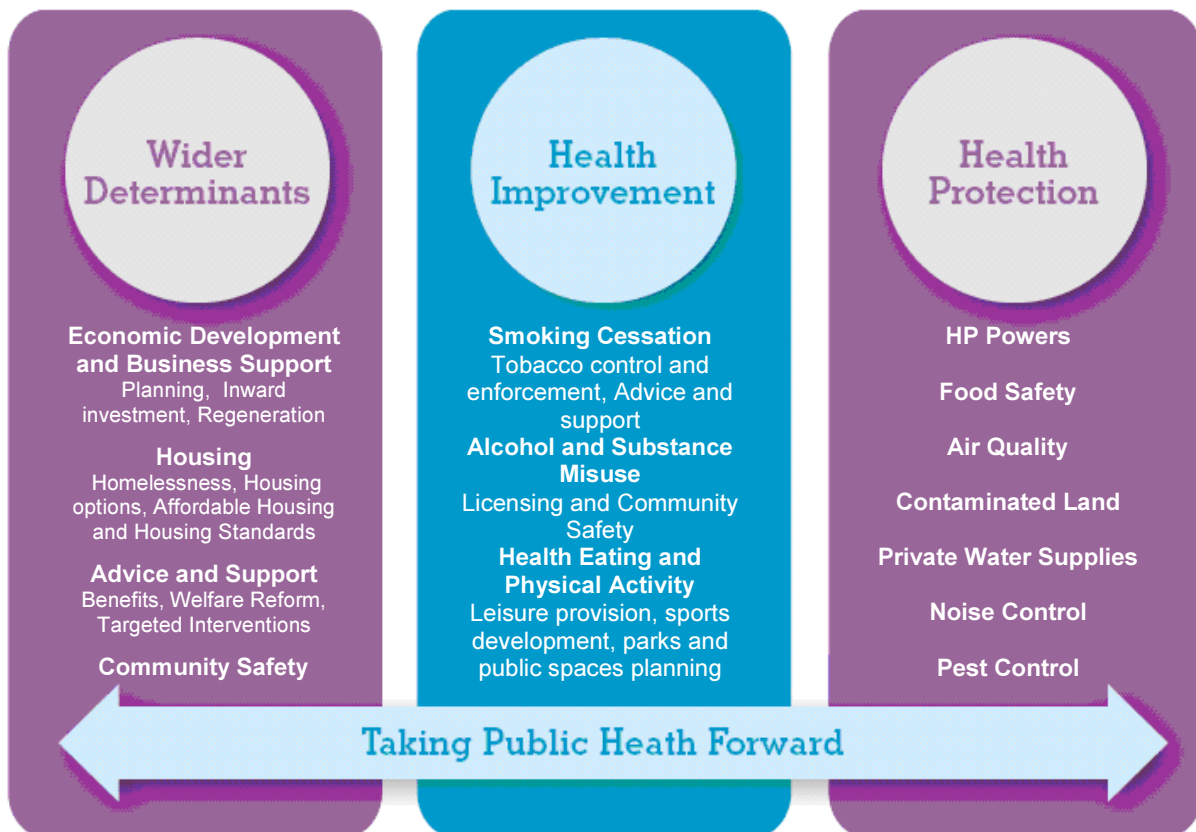 Wider
Determinants
Economic Development
and Business Support
Planning, Inward
investment, Regeneration
Housing
Homelessness, Housing
options, Affordable Housing
and Housing Standards
Advice and Support
Benefits, Welfare Reform,
Targeted Interventions
Community Safety
Health
Improvement
Smoking Cessation
Tobacco control and
enforcement, Advice and
support
Alcohol and Substance
Misuse
Licensing and Community
Safety
Health Eating and
Physical Activity
Leisure provision, sports
development, parks and
public spaces planning
Health
Protection
HP Powers
Food Safety
Air Quality
Contaminated Land
Private Water Supplies
Noise Control
Pest Control
Taking Public Heath Forward